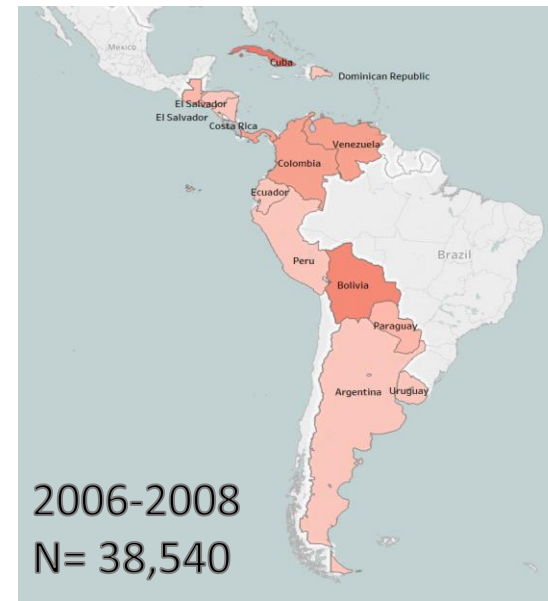 Mexico
Cuba
Dominican Republic
El Salvador
El Salvador
Costa Rica
Venezuela
Colombia
Ecuador
Brazil
Peru
Bolivia
Paraguay
Argentina
Uruguay
2006-2008
N= 38,540